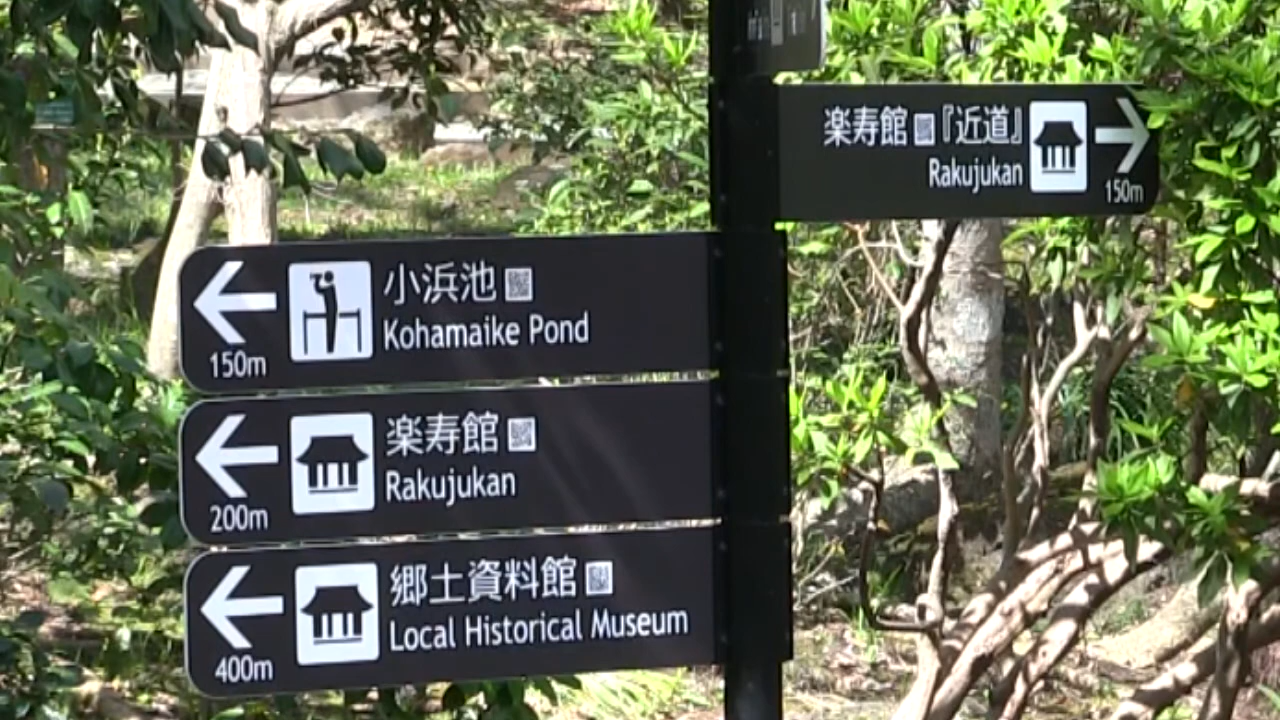 楽寿館『近道』
Rakujukan
150m
小浜池
Kohamaike Pond
150m
楽寿館
Rakujukan
200m
郷土資料館
Local Historical Museum
400m